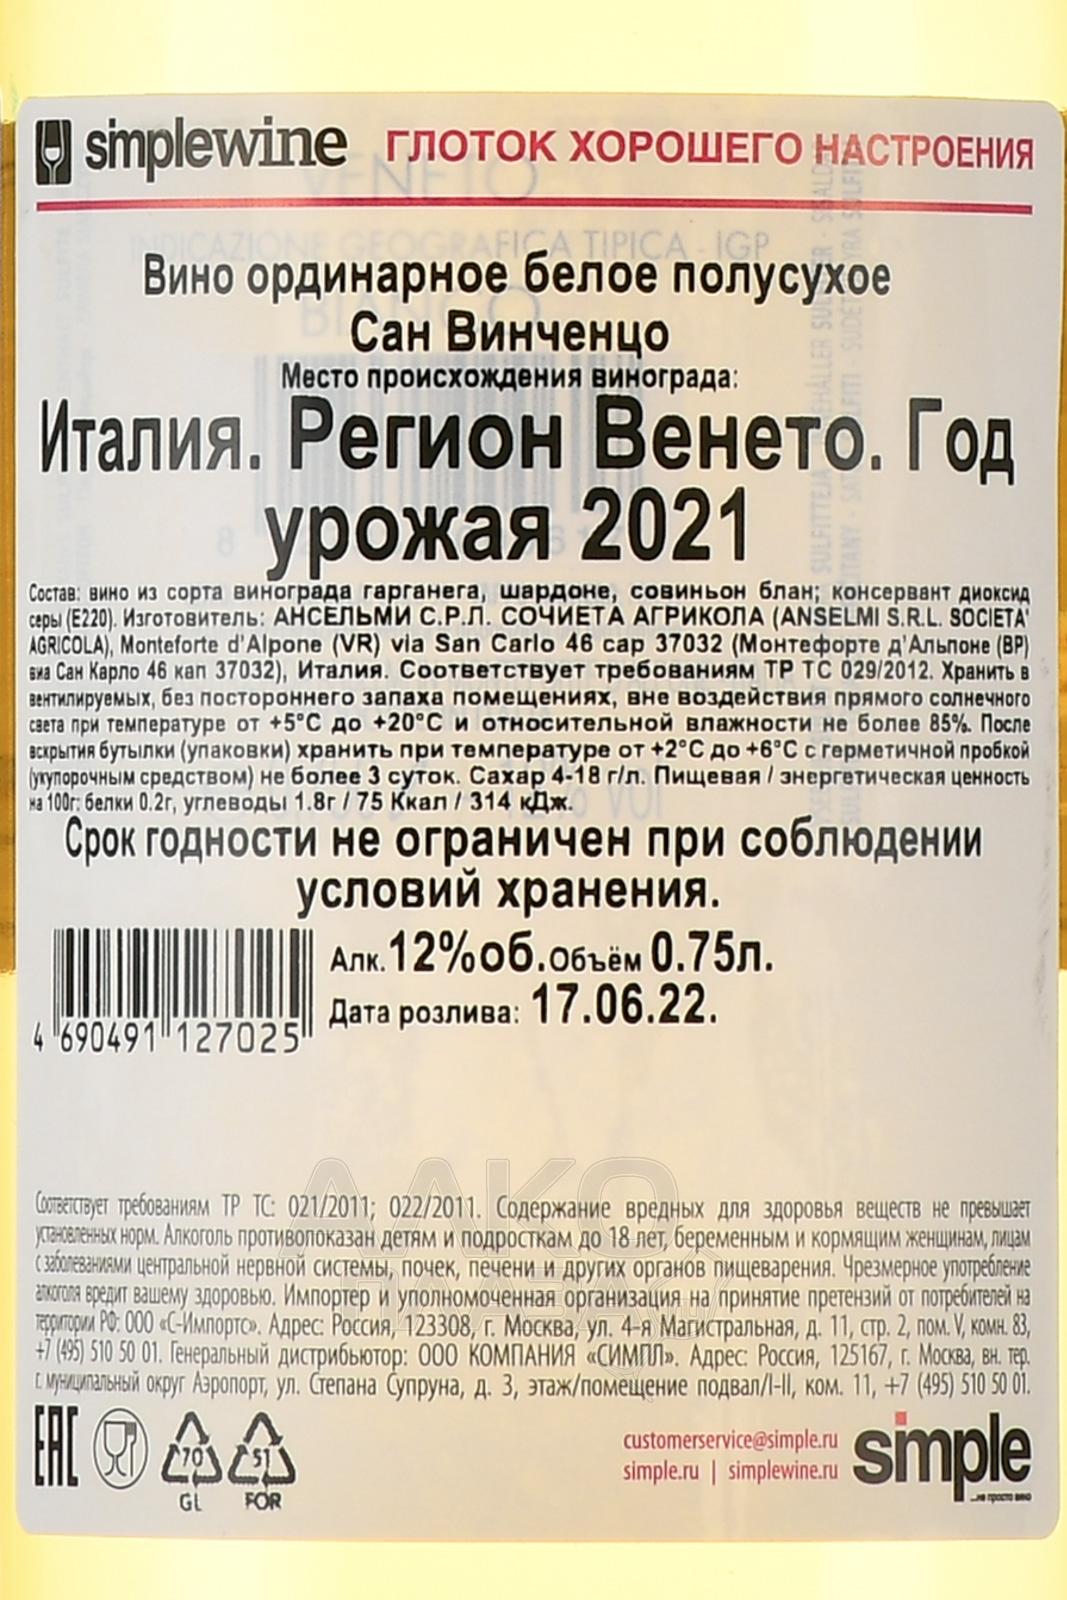 simplewine ГЛОТОК ХОРОШЕГО НАСТРОЕНИЯ
VENETO
INDICAZIONE GEOGRAFICA TIPICA - IGP
BIANCO
Вино ординарное белое полусухое
Сан Винченцо
Место происхождения винограда:
Италия. Регион Венето. Год
урожая 2021
Состав: вино из сорта винограда гарганега, шардоне, совиньон блан; консервант диоксид
серы (Е220). Изготовитель: АНСЕЛЬМИ С.Р.Л. СОЧИЕТА АГРИКОЛА (ANSELMI S.R.L. SOCIETA'
AGRICOLA), Monteforte d'Alpone (VR) via San Carlo 46 cap 37032 (Монтефорте д'Альпоне (ВР)
виа Сан Карло 46 кап 37032), Италия. Соответствует требованиям ТР ТС 029/2012. Хранить в
вентилируемых, без постороннего запаха помещениях, вне воздействия прямого солнечного
света при температуре от +5°C до +20°C и относительной влажности не более 85%. После
вскрытия бутылки (упаковки) хранить при температуре от +2°C до +6°C с герметичной пробкой
(укупорочным средством) не более 3 суток. Сахар 4-18 г/л. Пищевая / энергетическая ценность
на 100г: белки 0.2г, углеводы 1.8г / 75 Ккал / 314 кДж.
Срок годности не ограничен при соблюдении
условий хранения.
Алк. 12%об. Объём 0.75л.
Дата розлива: 17.06.22.
4 690491 127025
Соответствует требованиям ТР ТС: 021/2011; 022/2011. Содержание вредных для здоровья веществ не превышает
установленных норм. Алкоголь противопоказан детям и подросткам до 18 лет, беременным и кормящим женщинам, лицам
с заболеваниями центральной нервной системы, почек, печени и других органов пищеварения. Чрезмерное употребление
алкоголя вредит вашему здоровью. Импортер и уполномоченная организация на принятие претензий от потребителей на
территории РФ: ООО «С-Импортс». Адрес: Россия, 123308, г. Москва, ул. 4-я Магистральная, д. 11, стр. 2, пом. V, комн. 83,
+7 (495) 510 50 01. Генеральный дистрибьютор: ООО КОМПАНИЯ «СИМПЛ». Адрес: Россия, 125167, г. Москва, вн. тер.
г. муниципальный округ Аэропорт, ул. Степана Супруна, д. 3, этаж/помещение подвал/I-II, ком. 11, +7 (495) 510 50 01.
EAC
70
GL
51
FOR
customerservice@simple.ru
simple.ru | simplewine.ru
simple
...не просто вино